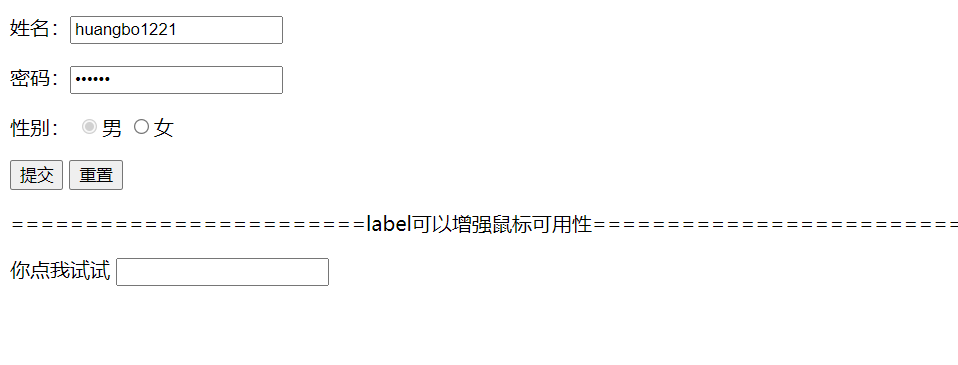 姓名：huangbo1221
密码：••••••
性别： 男 女
提交 重置
========================label可以增强鼠标可用性=========================
你点我试试